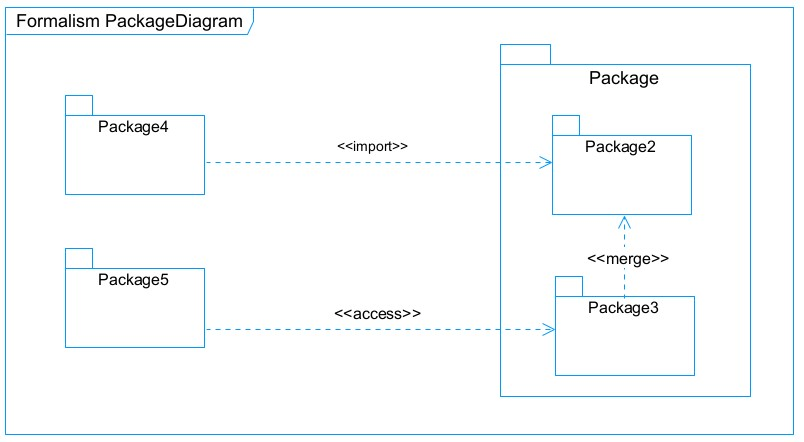 Formalism PackageDiagram
Package
Package4
<<import>>
Package2
<<merge>>
Package5
<<access>>
Package3